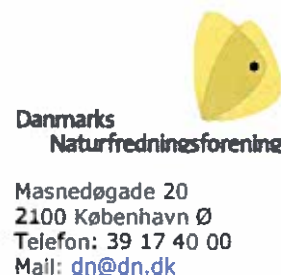 Danmarks
Naturfredningsforening
Masnedøgade 20
2100 København Ø
Telefon: 39 17 40 00
Mail: dn@dn.dk